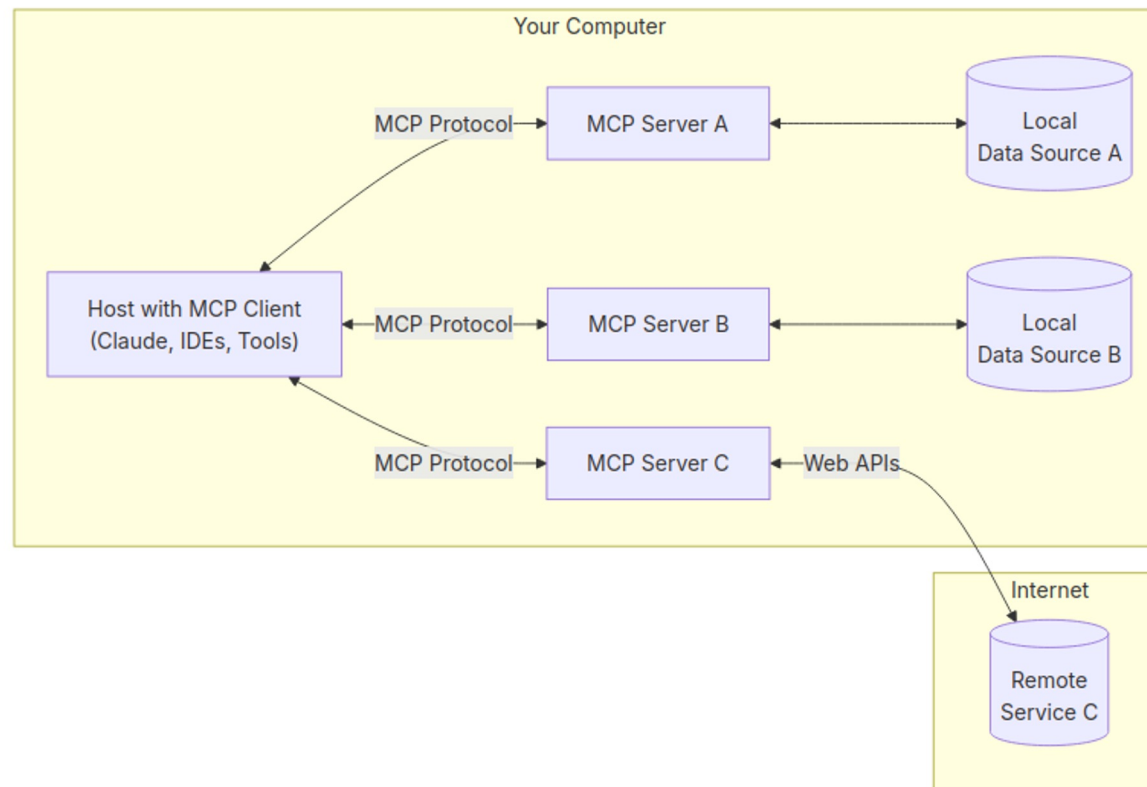 Your Computer
MCP Protocol
MCP Server A
Local
Data Source A
Host with MCP Client
(Claude, IDEs, Tools)
MCP Protocol
MCP Server B
Local
Data Source B
MCP Protocol
MCP Server C
Web APIs
Internet
Remote
Service C